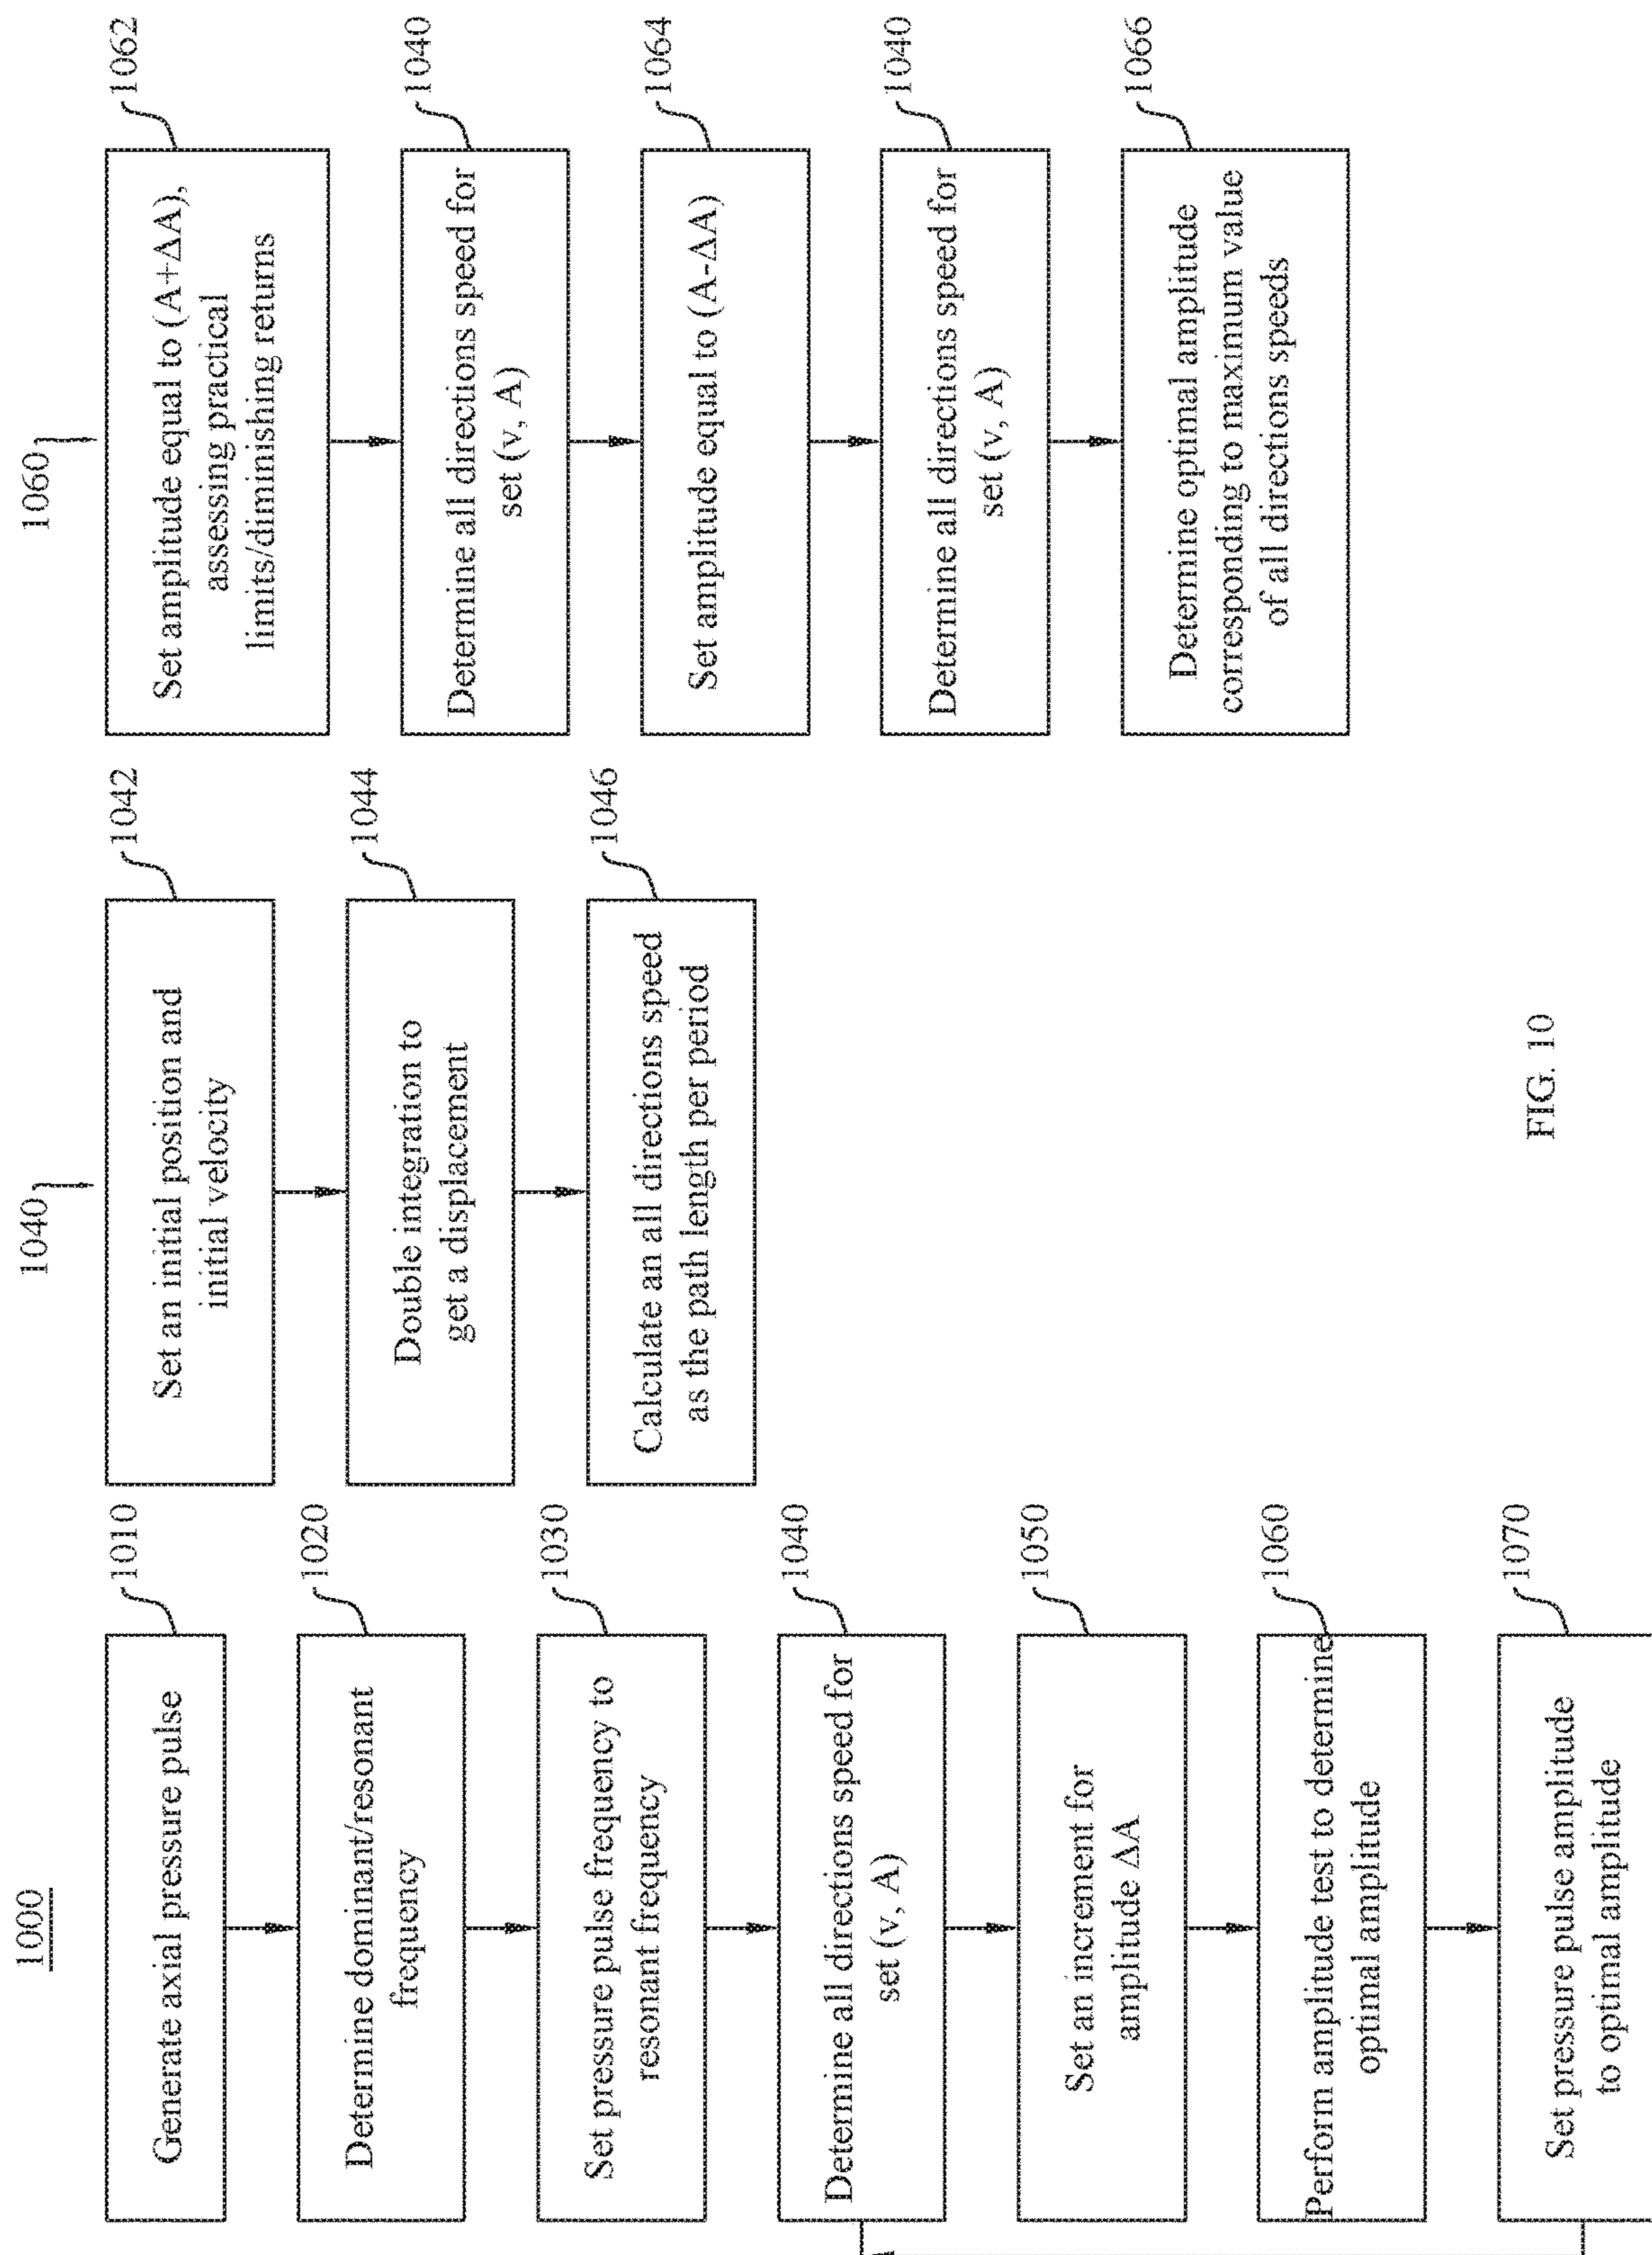 1000
Generate axial pressure pulse
1010
Determine dominant/resonant
frequency
1020
Set pressure pulse frequency to
resonant frequency
1030
Determine all directions speed for
set (v, A)
1040
Set an increment for
amplitude ΔA
1050
Perform amplitude test to determine
optimal amplitude
1060
Set pressure pulse amplitude
to optimal amplitude
1070
1040
Set an initial position and
initial velocity
1042
Double integration to
get a displacement
1044
Calculate an all directions speed
as the path length per period
1046
1060
Set amplitude equal to (A+ΔA),
assessing practical
limits/diminishing returns
1062
Determine all directions speed for
set (v, A)
1040
Set amplitude equal to (A-ΔA)
1064
Determine all directions speed for
set (v, A)
1040
Determine optimal amplitude
corresponding to maximum value
of all directions speeds
1066
FIG. 10